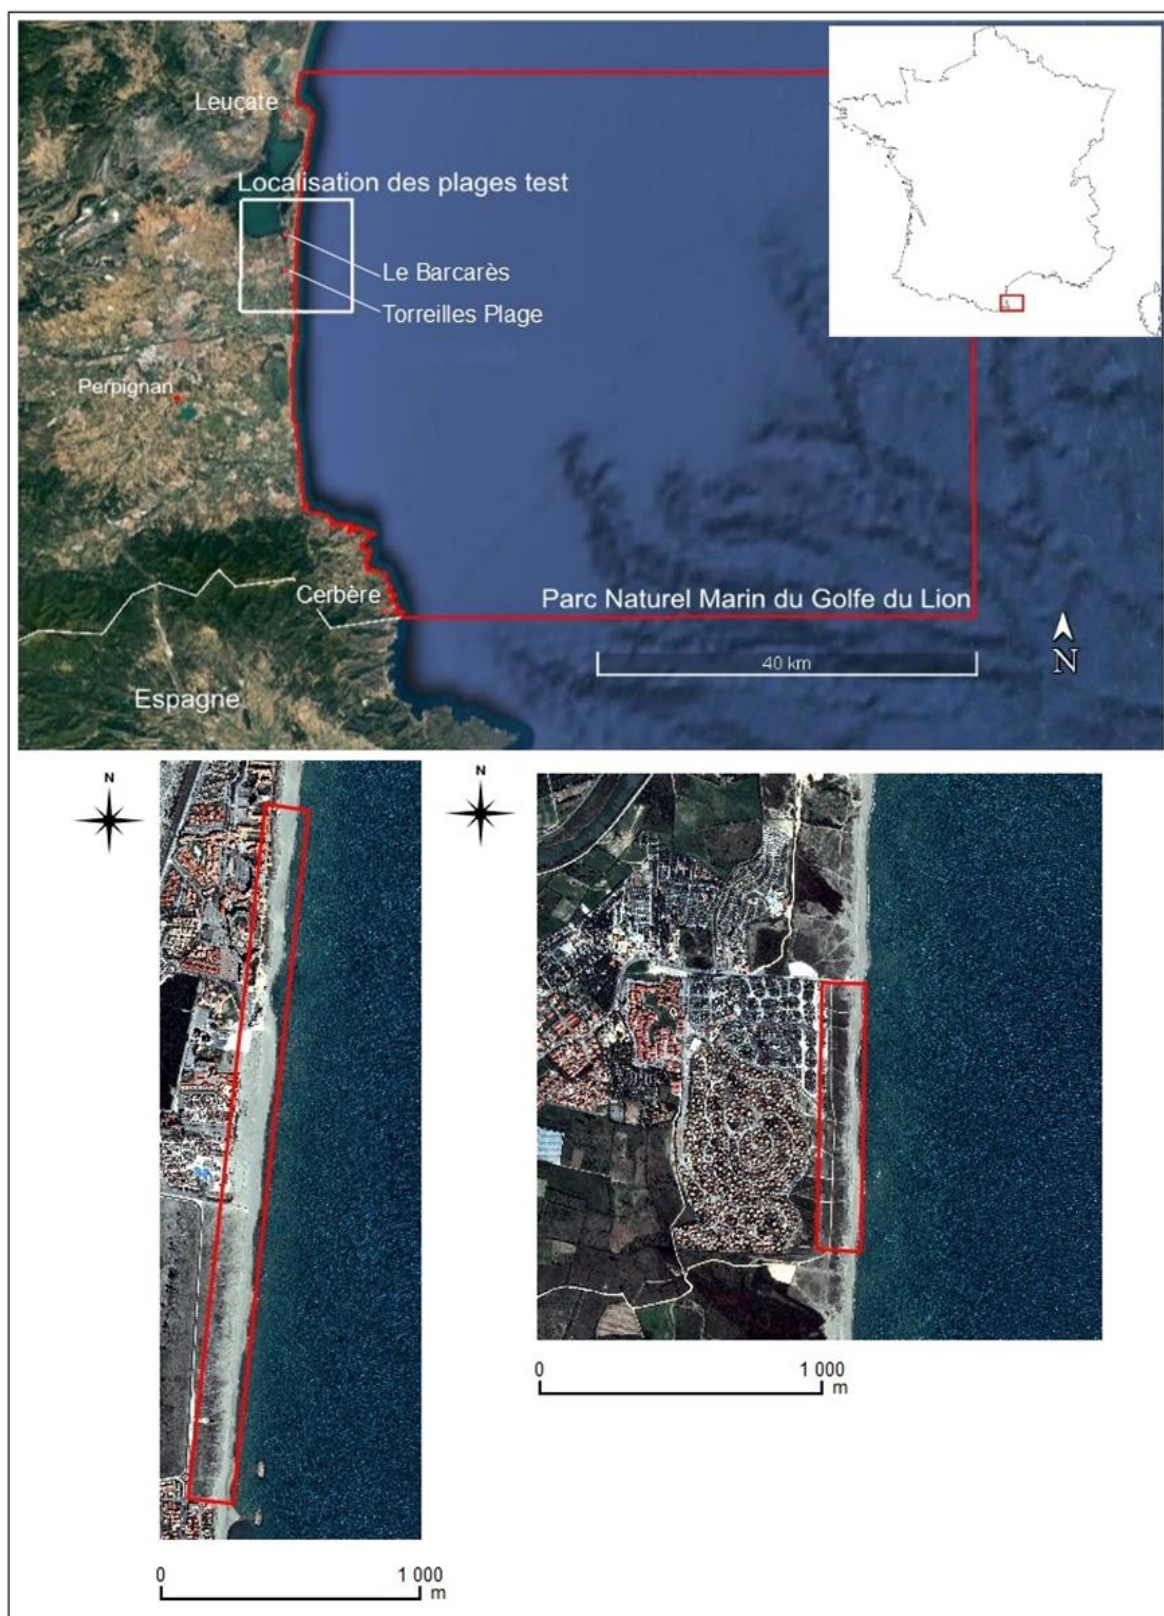 Leucate
Localisation des plages test
Le Barcarès
Torreilles Plage
Perpignan
Cerbère
Parc Naturel Marin du Golfe du Lion
40 km
N
Espagne
N
N
0 1 000
m
0 1 000
m